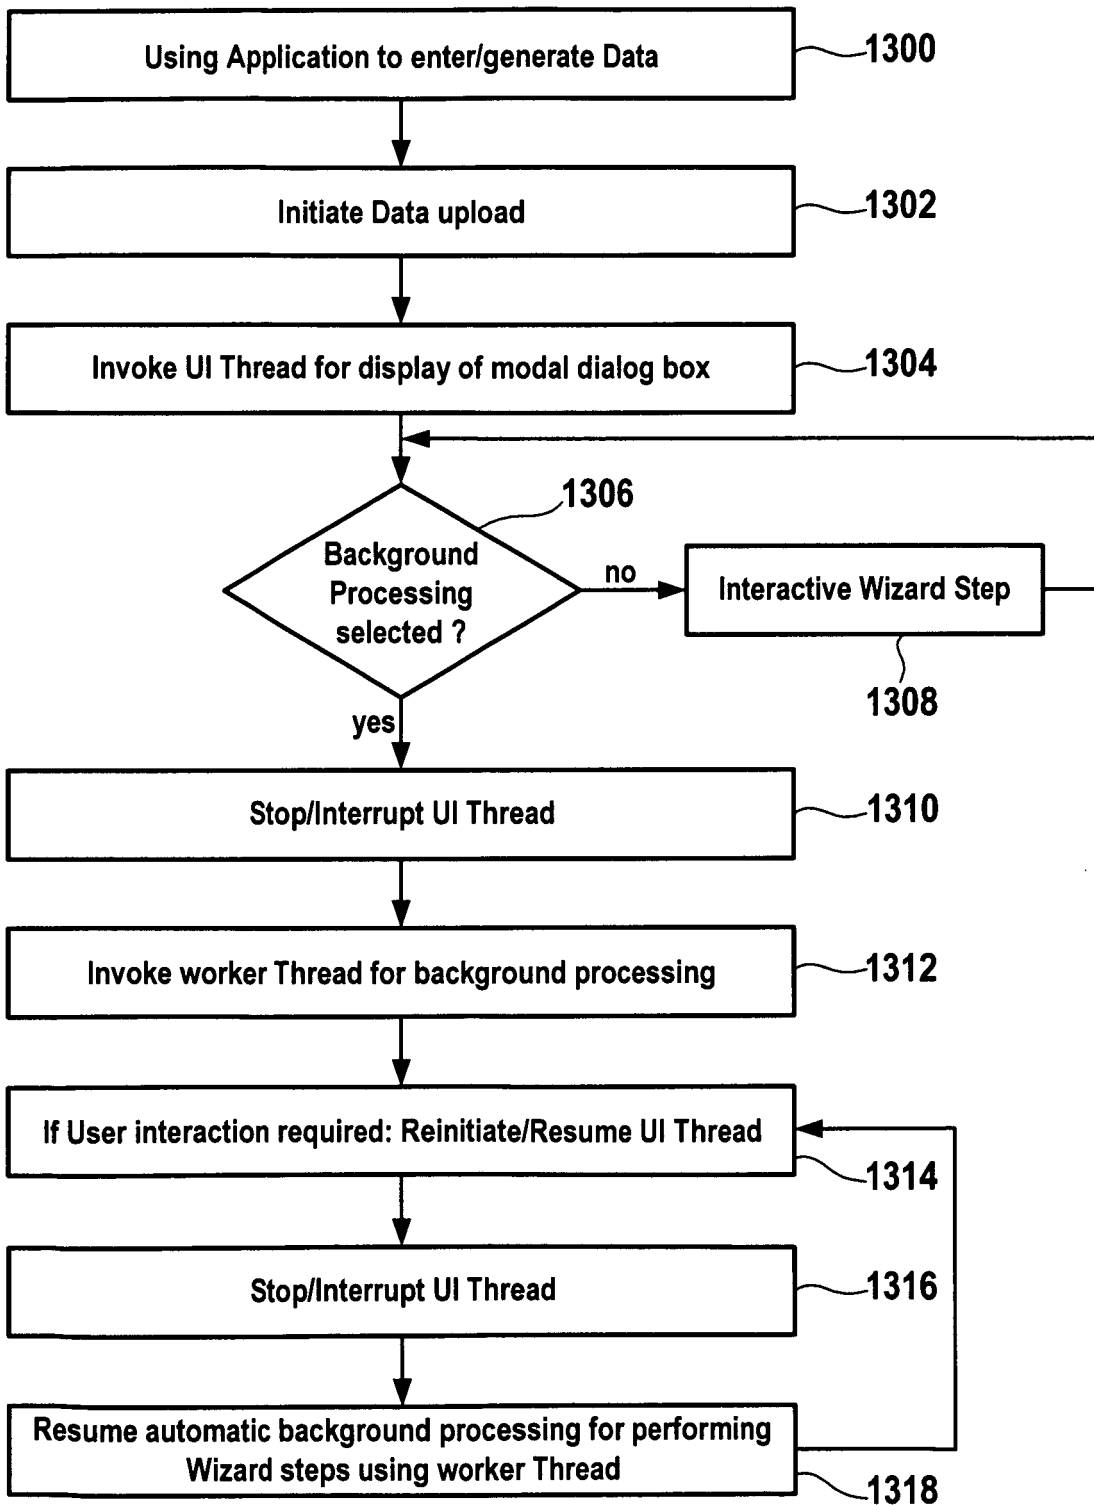 Using Application to enter/generate Data
1300
Initiate Data upload
1302
Invoke UI Thread for display of modal dialog box
1304
1306
Background
Processing
selected ?
no
Interactive Wizard Step
1308
yes
Stop/Interrupt UI Thread
1310
Invoke worker Thread for background processing
1312
If User interaction required: Reinitiate/Resume UI Thread
1314
Stop/Interrupt UI Thread
1316
Resume automatic background processing for performing
Wizard steps using worker Thread
1318